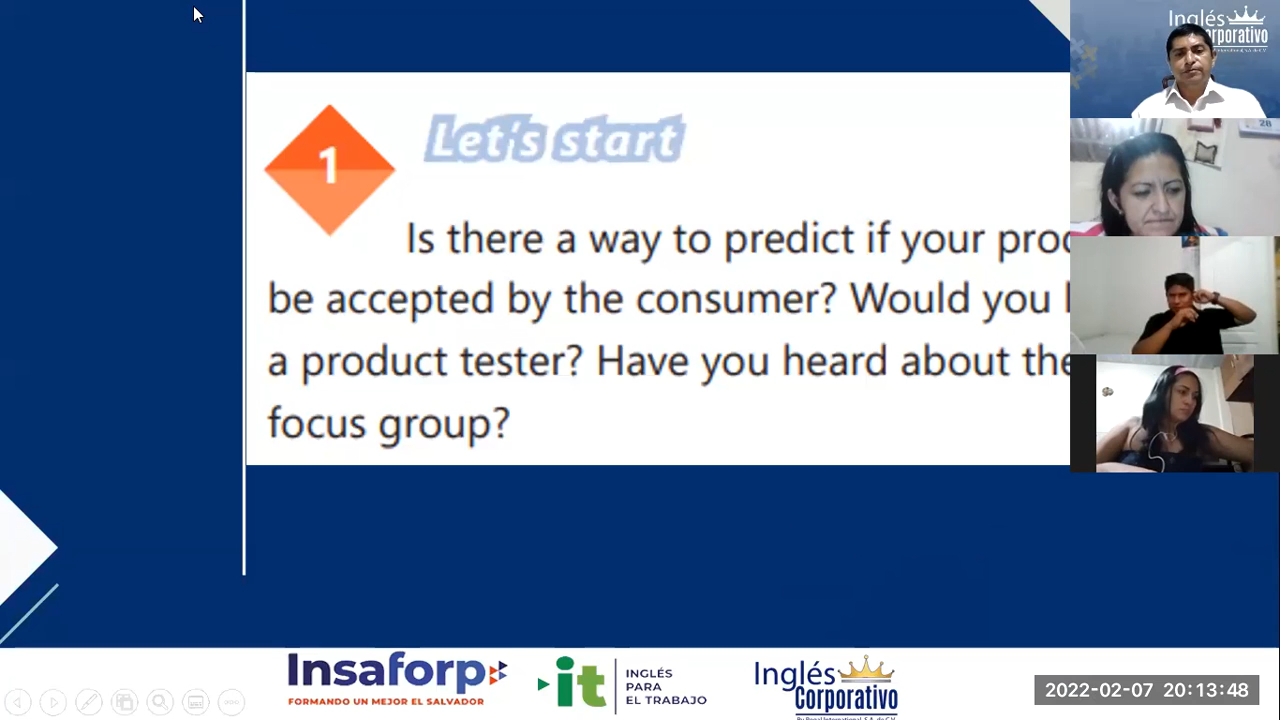 Inglés
Corporativo
1
Let's start
Is there a way to predict if your
be accepted by the consumer? Would you
a product tester? Have you heard about
focus group?
28
Insaforp
FORMANDO UN MEJOR EL SALVADOR
it
INGLÉS
PARA
EL TRABAJO
Inglés
Corporativo
2022-02-07 20:13:48